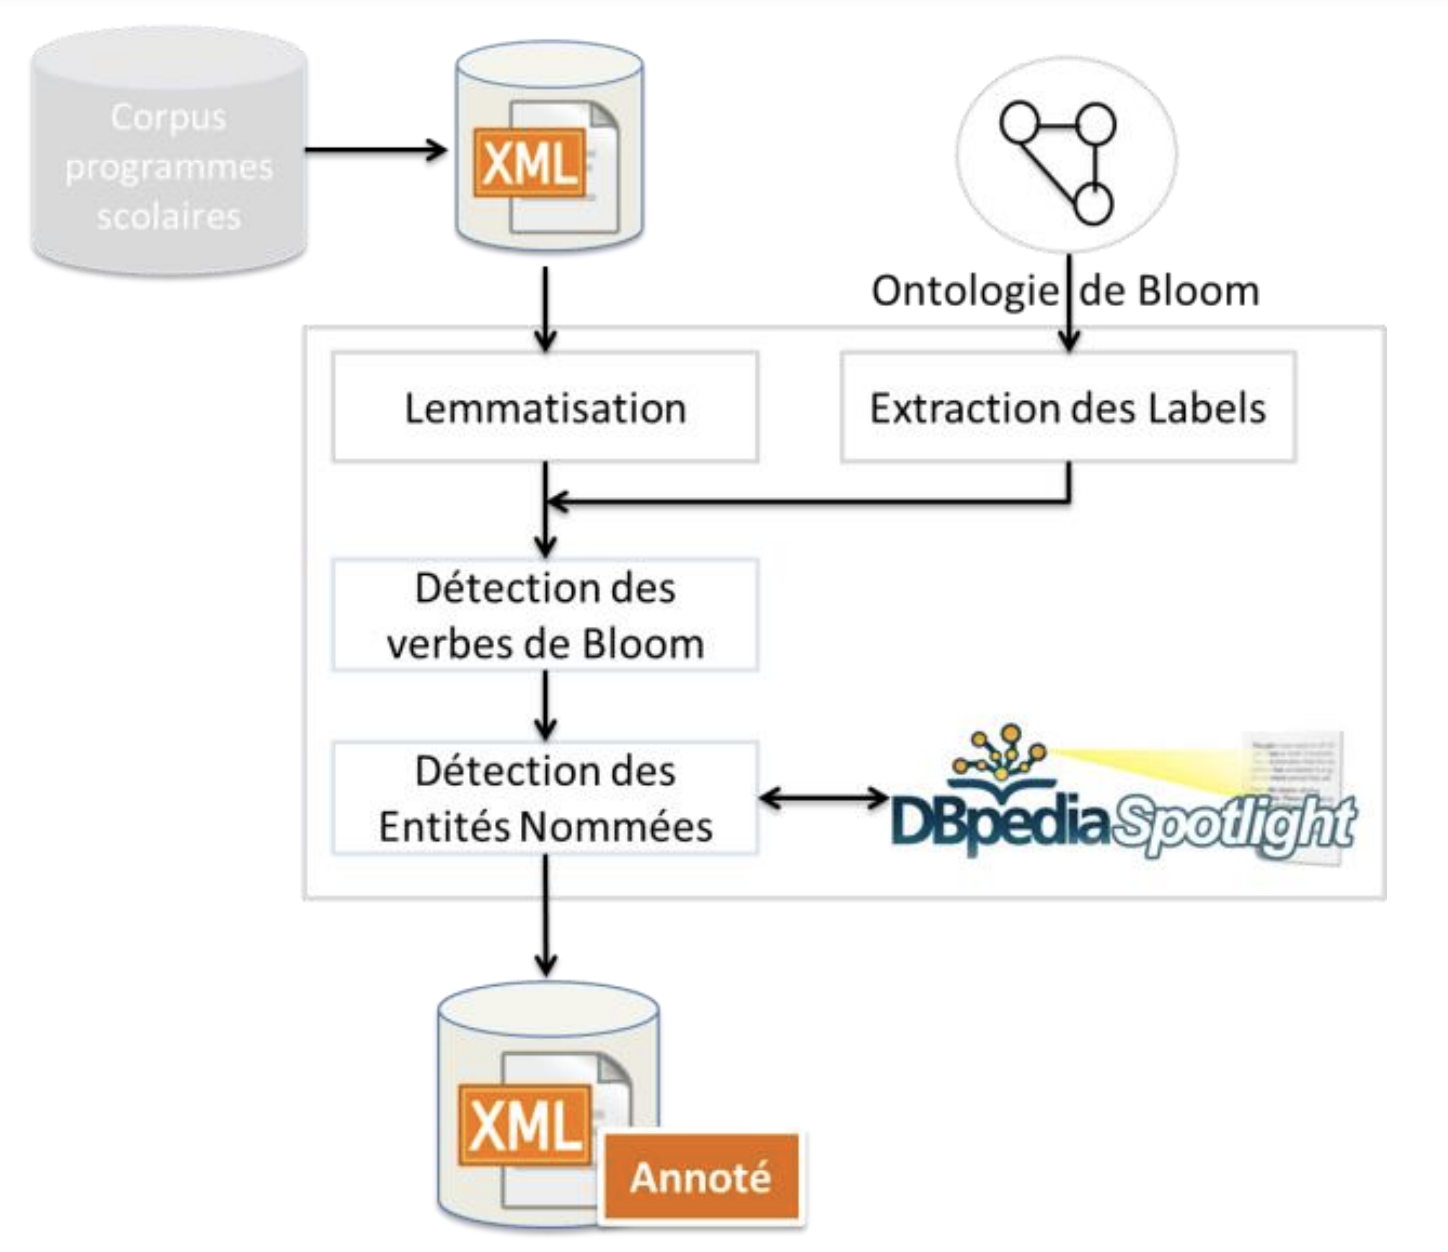 Corpus
programmes
scolaires
XML
Ontologie de Bloom
Lemmatisation
Extraction des Labels
Détection des
verbes de Bloom
Détection des
Entités Nommées
DBpedia Spotlight
XML
Annoté